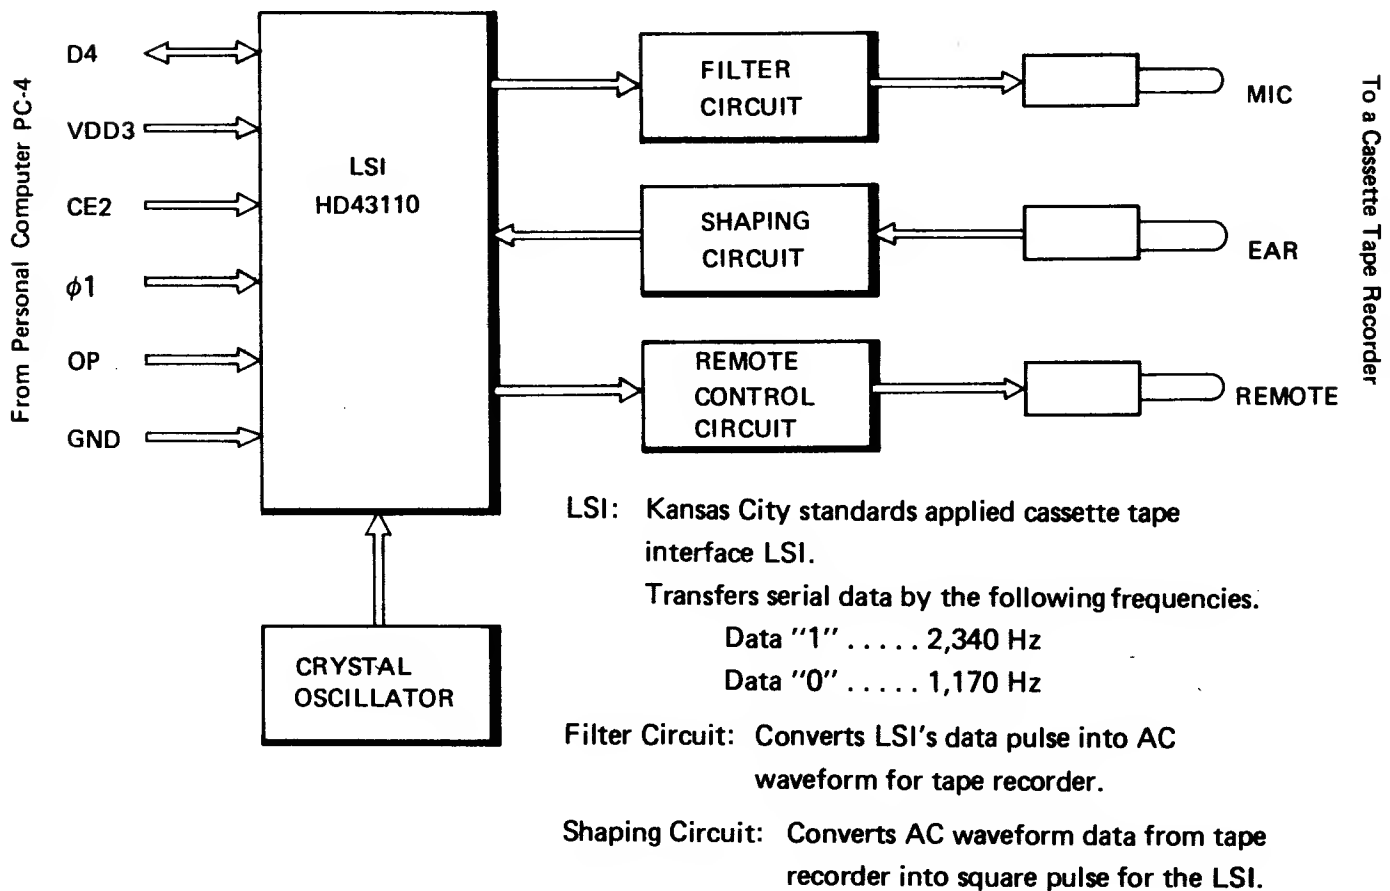 From Personal Computer PC-4
D4
VDD3
CE2
ϕ1
OP
GND
LSI
HD43110
CRYSTAL
OSCILLATOR
FILTER
CIRCUIT
SHAPING
CIRCUIT
REMOTE
CONTROL
CIRCUIT
MIC
EAR
REMOTE
To a Cassette Tape Recorder
LSI: Kansas City standards applied cassette tape
interface LSI.
Transfers serial data by the following frequencies.
Data "1" ..... 2,340 Hz
Data "0" ..... 1,170 Hz
Filter Circuit: Converts LSI's data pulse into AC
waveform for tape recorder.
Shaping Circuit: Converts AC waveform data from tape
recorder into square pulse for the LSI.